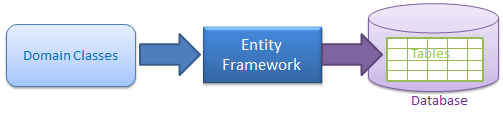 Domain Classes
Entity
Framework
Tables
Database